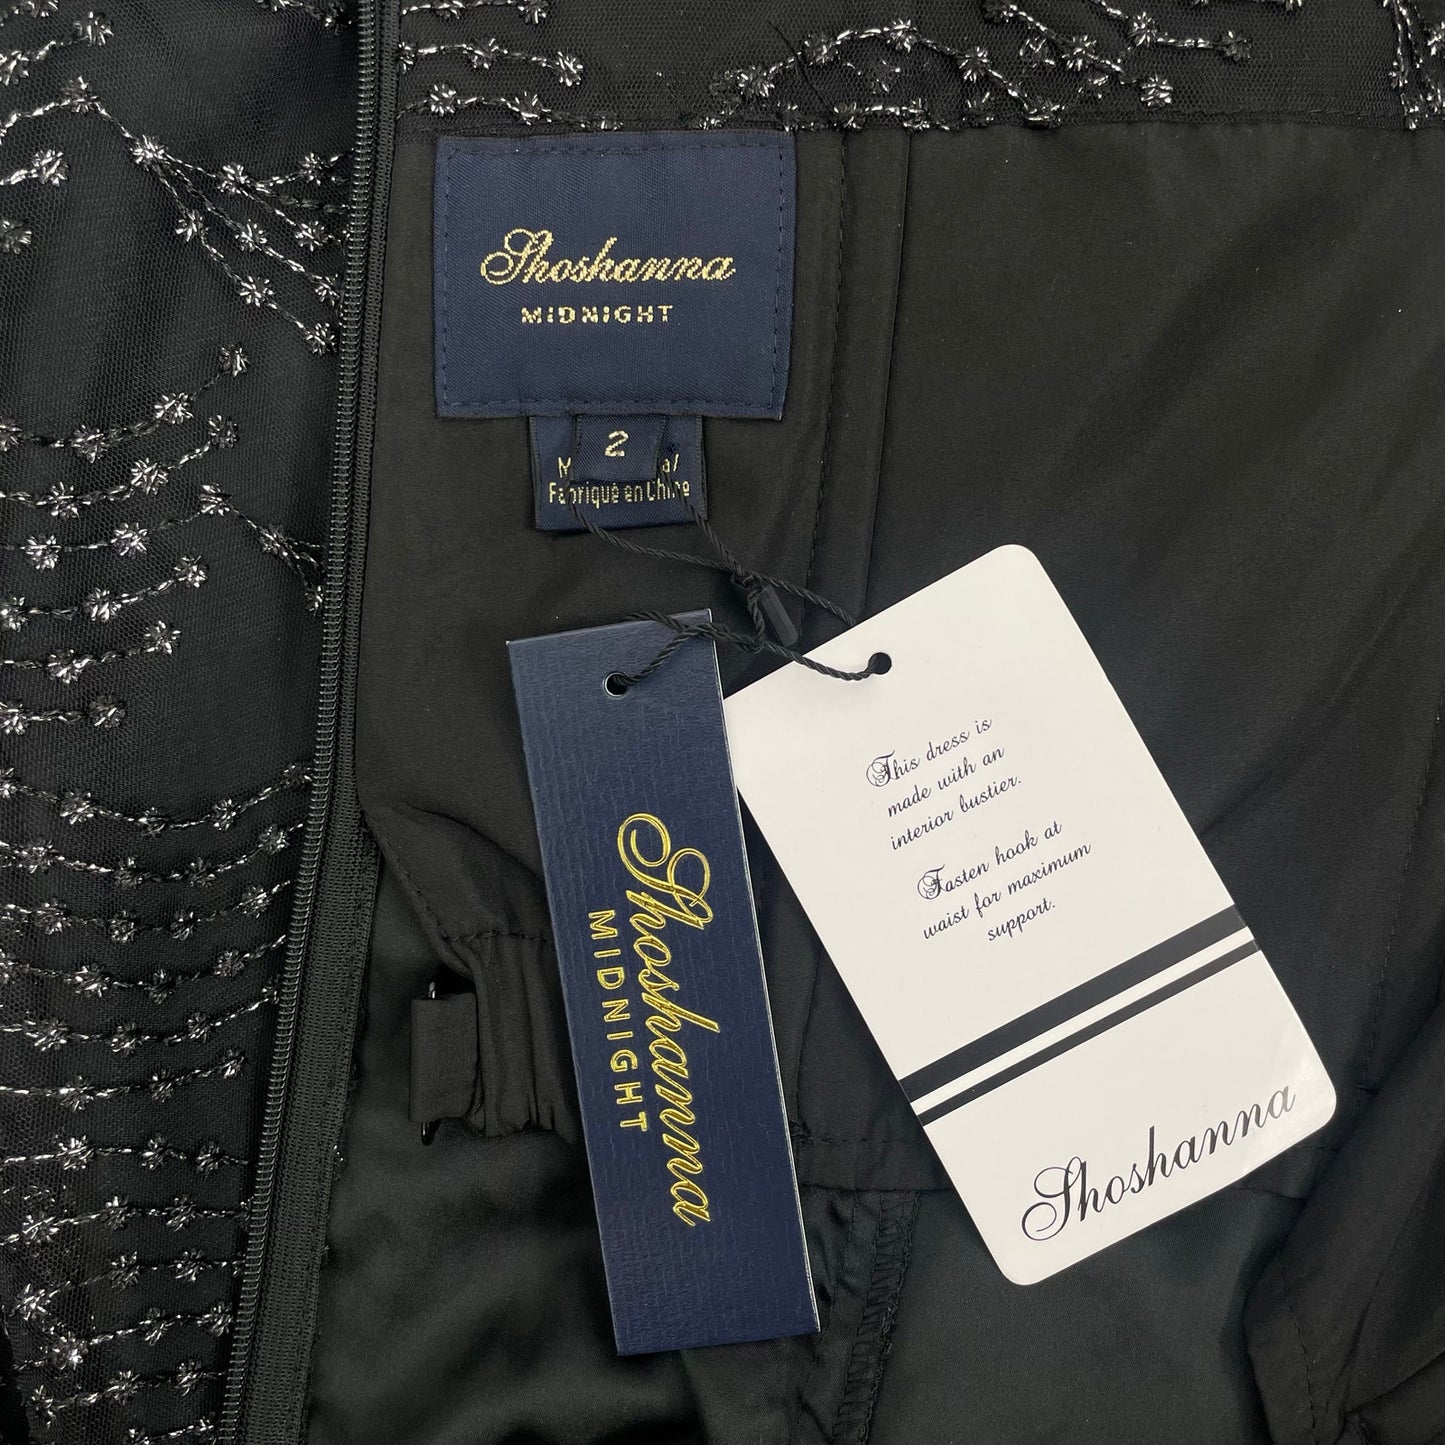 Shoshanna
MIDNIGHT
2
Fabriqué en Chine
Shoshanna
MIDNIGHT
This dress is
made with an
interior bustier.
Fasten hook at
waist for maximum
support.
Shoshanna